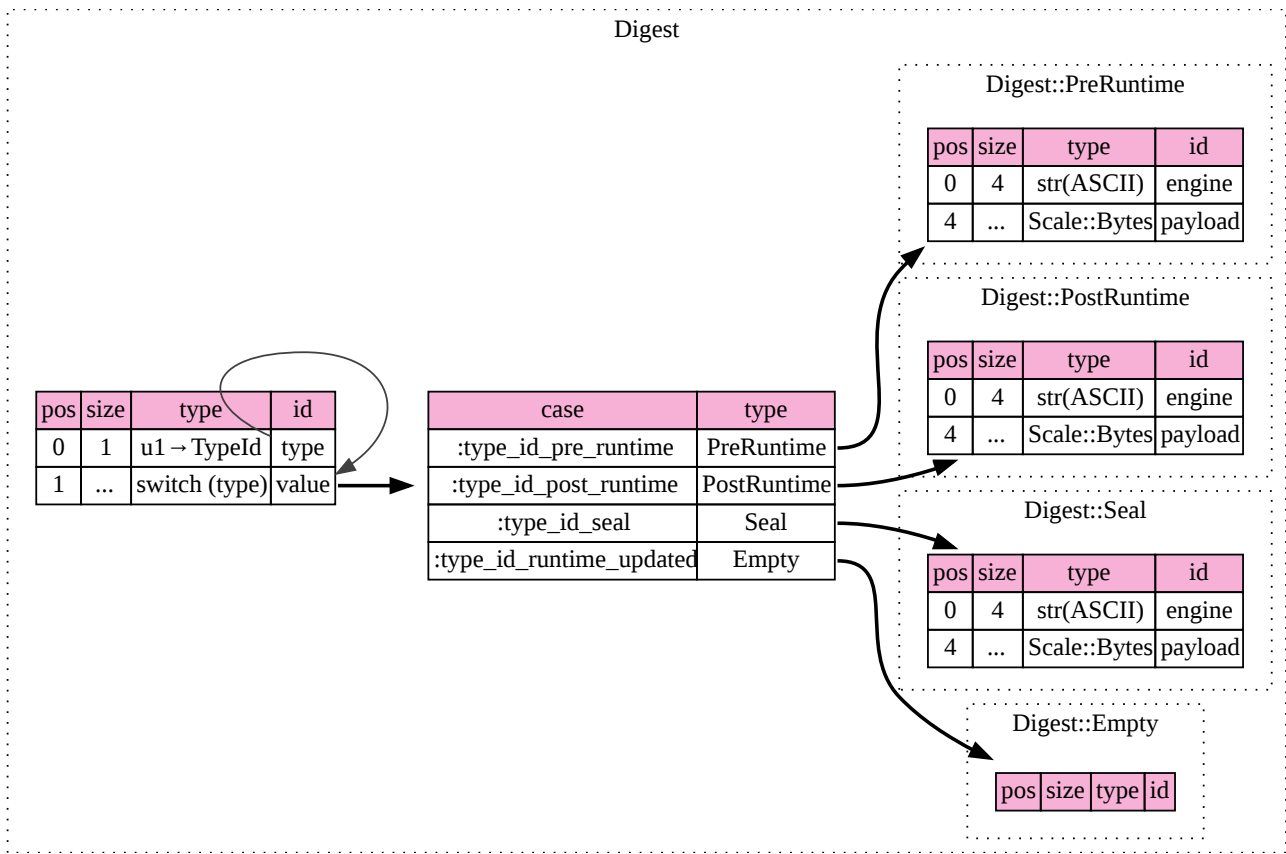 Digest
pos size type id
0 1 u1→TypeId type
1 ... switch (type) value
case type
:type_id_pre_runtime PreRuntime
:type_id_post_runtime PostRuntime
:type_id_seal Seal
:type_id_runtime_updated Empty
Digest::PreRuntime
pos size type id
0 4 str(ASCII) engine
4 ... Scale::Bytes payload
Digest::PostRuntime
pos size type id
0 4 str(ASCII) engine
4 ... Scale::Bytes payload
Digest::Seal
pos size type id
0 4 str(ASCII) engine
4 ... Scale::Bytes payload
Digest::Empty
pos size type id